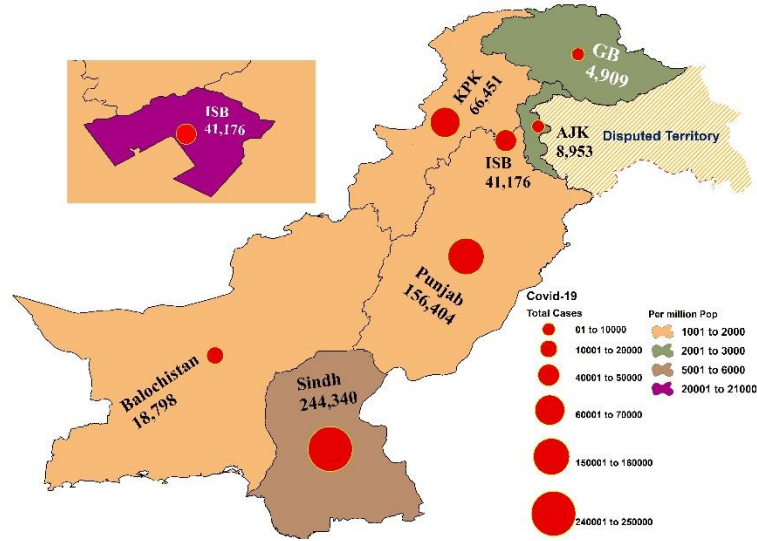 ISB
41,176
GB
4,909
KPK
66,451
AJK
8,953
Disputed Territory
ISB
41,176
Punjab
156,404
Balochistan
18,798
Sindh
244,340
Covid-19
Total Cases
01 to 10000
10001 to 20000
40001 to 50000
60001 to 70000
150001 to 160000
240001 to 250000
Per million Pop
1001 to 2000
2001 to 3000
5001 to 6000
20001 to 21000